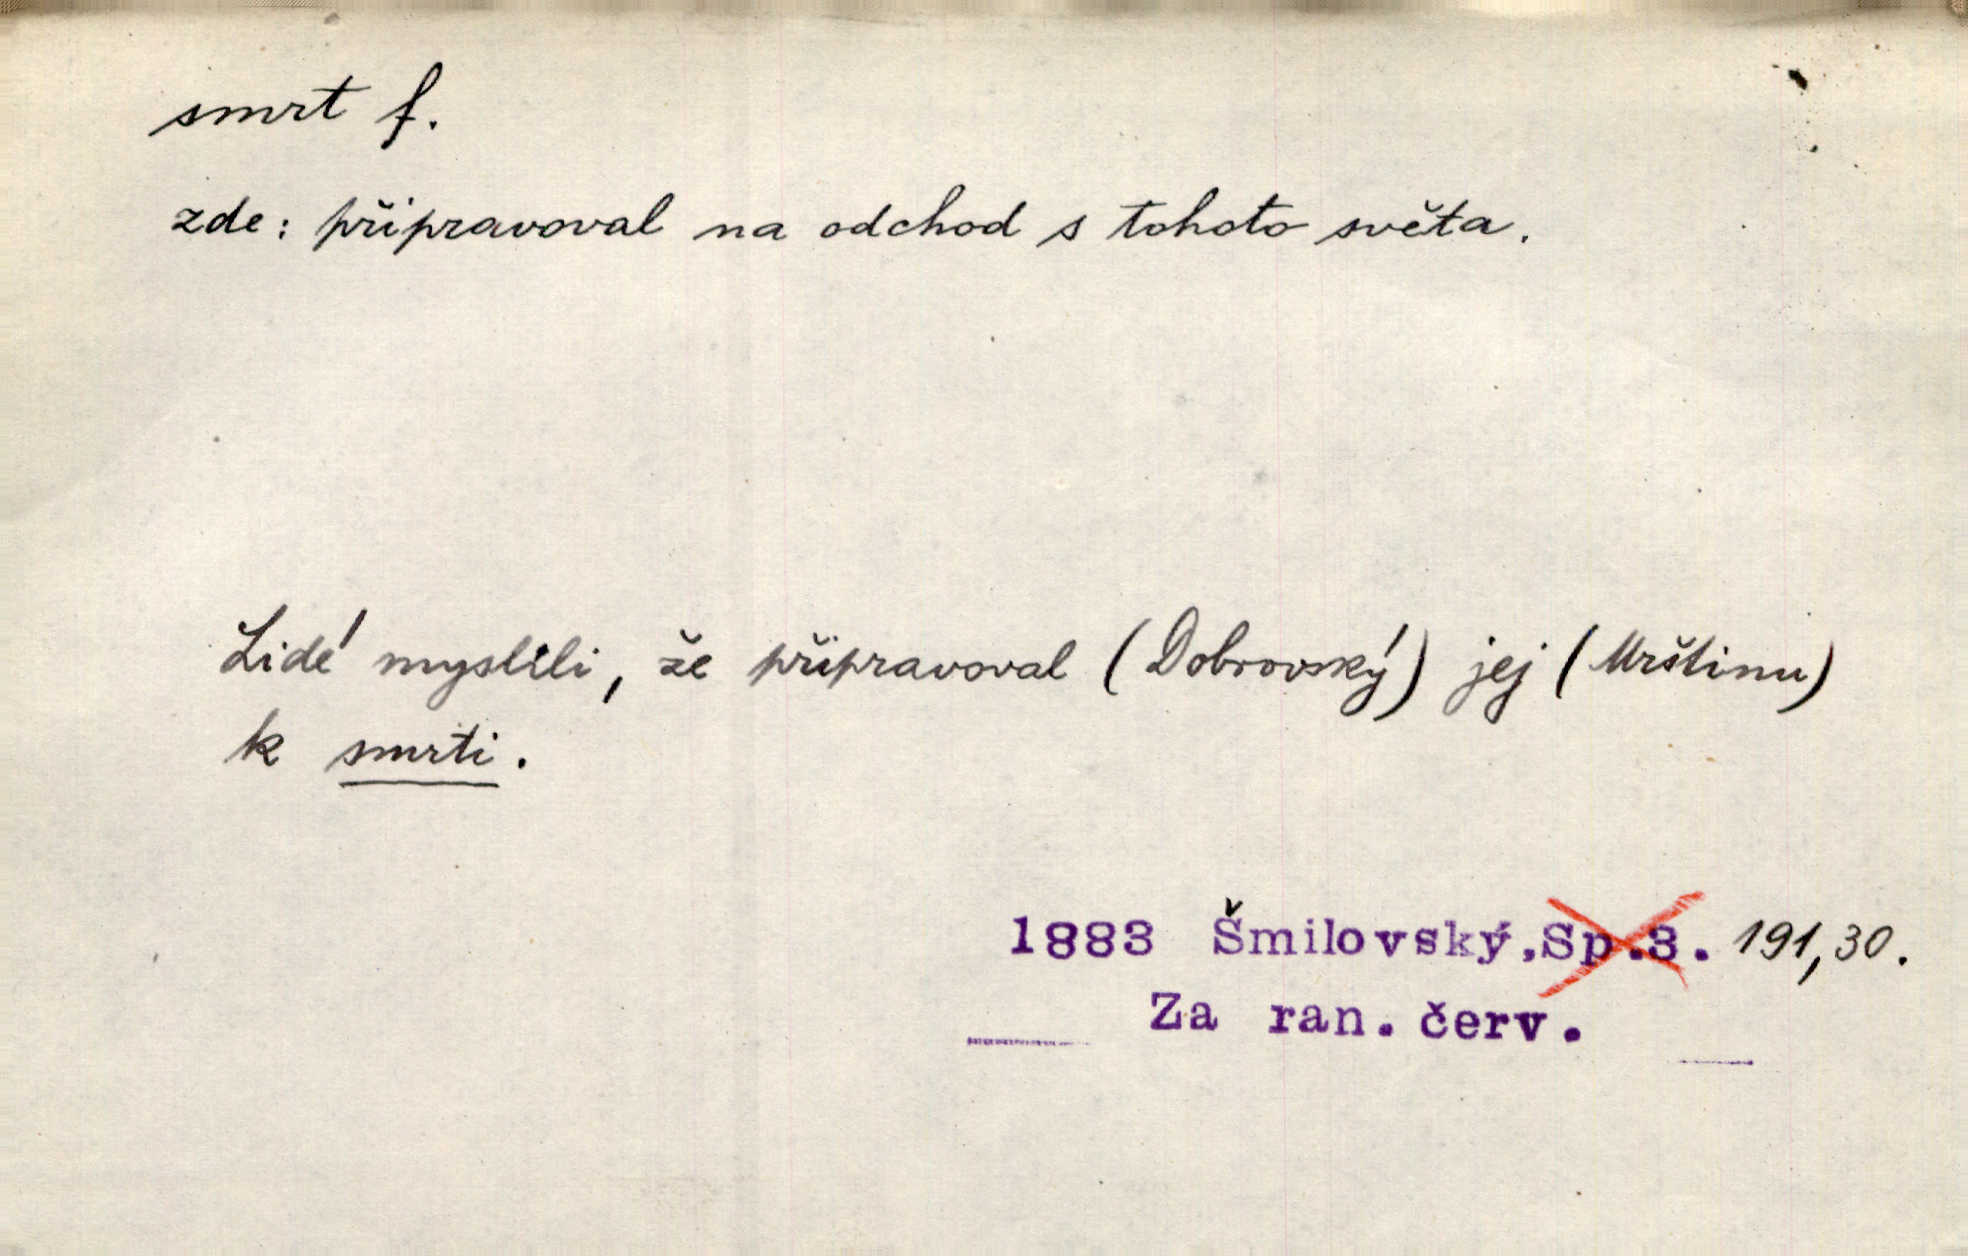 smrt f.
zde: připravoval na odchod s tohoto světa.
Lidé myslili, že připravoval (Dobrovský) jej (Mrštinu)
k smrti.
1883 Šmilovský,Sp.3. 191,30.
Za ran. červ.